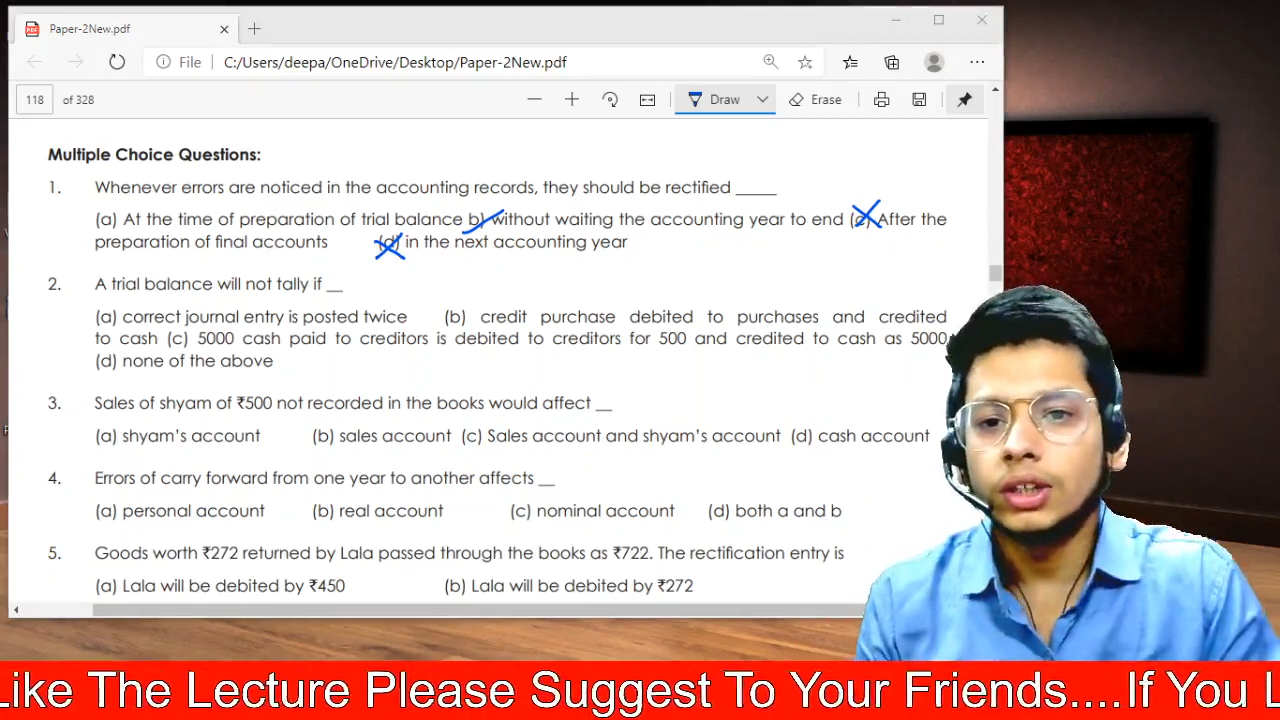 Paper-2New.pdf
File C:/Users/deepa/OneDrive/Desktop/Paper-2New.pdf
118 of 328 Draw Erase
Multiple Choice Questions:
1. Whenever errors are noticed in the accounting records, they should be rectified _____
(a) At the time of preparation of trial balance b) without waiting the accounting year to end (c) After the
preparation of final accounts (d) in the next accounting year
2. A trial balance will not tally if __
(a) correct journal entry is posted twice (b) credit purchase debited to purchases and credited
to cash (c) 5000 cash paid to creditors is debited to creditors for 500 and credited to cash as 5000
(d) none of the above
3. Sales of shyam of ₹500 not recorded in the books would affect __
(a) shyam's account (b) sales account (c) Sales account and shyam's account (d) cash account
4. Errors of carry forward from one year to another affects __
(a) personal account (b) real account (c) nominal account (d) both a and b
5. Goods worth ₹272 returned by Lala passed through the books as ₹722. The rectification entry is
(a) Lala will be debited by ₹450 (b) Lala will be debited by ₹272
Like The Lecture Please Suggest To Your Friends....If You L